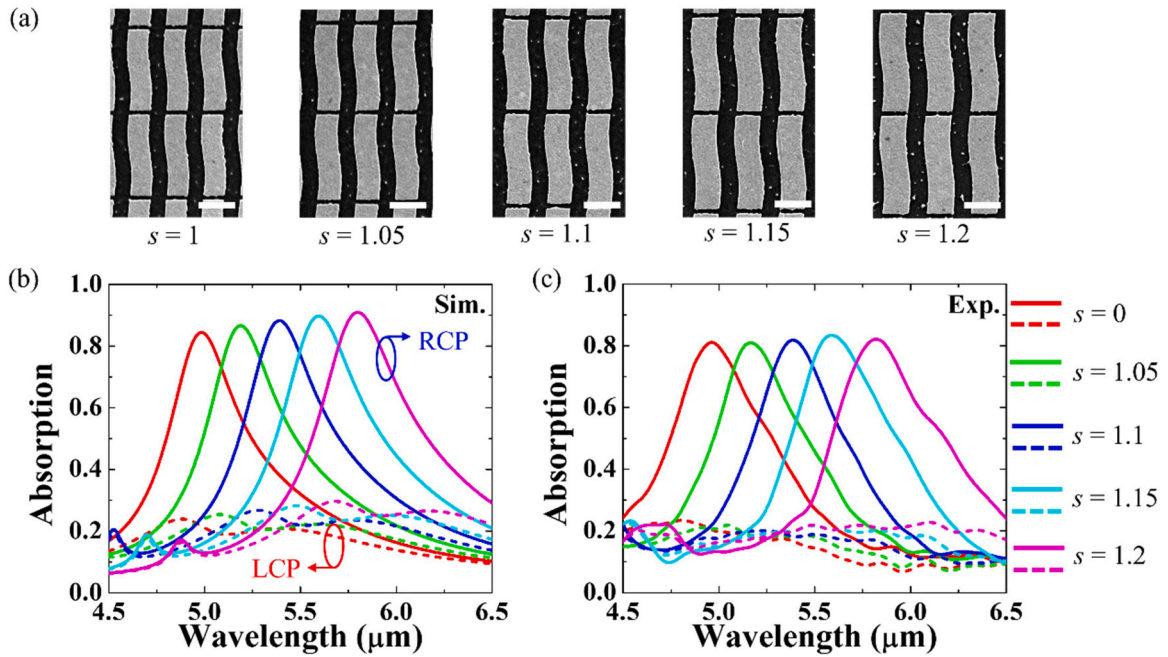 (a)
s = 1
s = 1.05
s = 1.1
s = 1.15
s = 1.2
(b)
1.0
0.8
0.6
0.4
0.2
0.0
Sim.
RCP
LCP
4.5 5.0 5.5 6.0 6.5
Wavelength (μm)
Absorption
(c)
1.0
0.8
0.6
0.4
0.2
0.0
Exp.
4.5 5.0 5.5 6.0 6.5
Wavelength (μm)
Absorption
s = 0
s = 1.05
s = 1.1
s = 1.15
s = 1.2